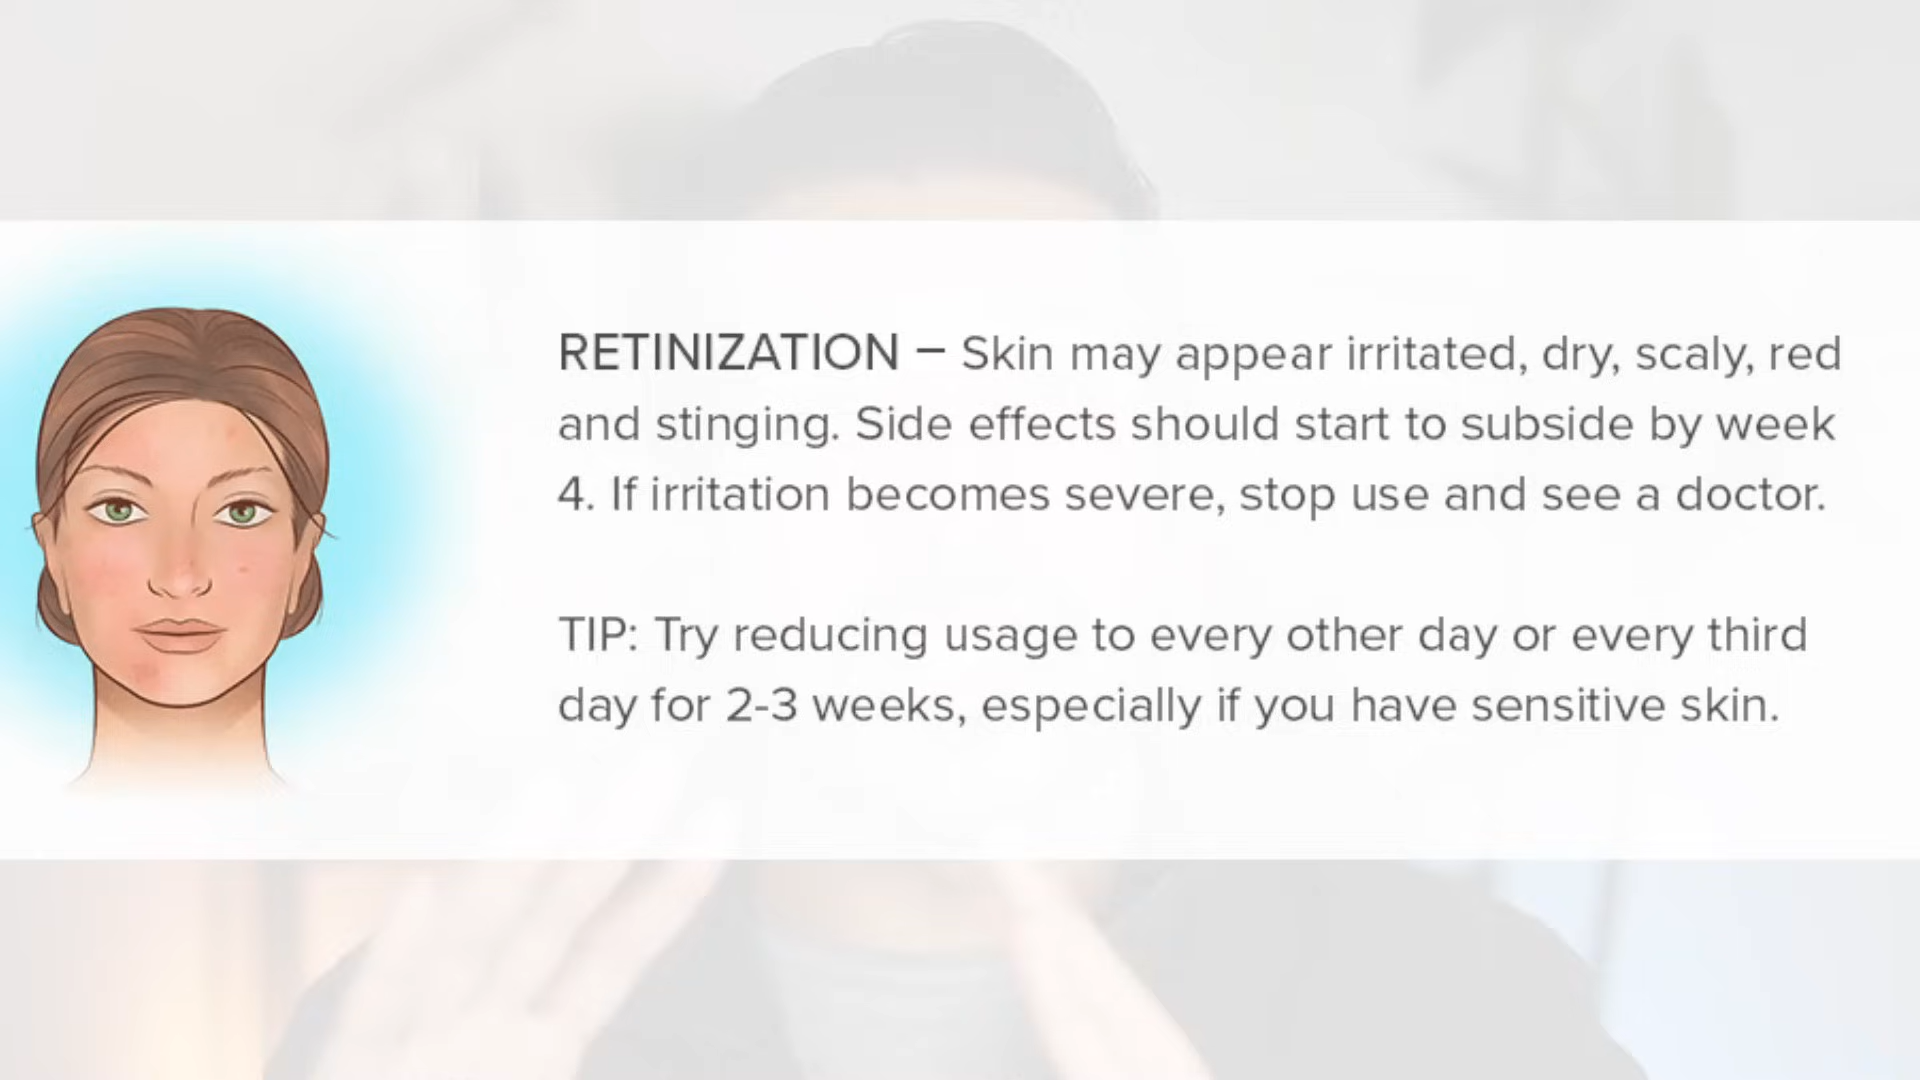 RETINIZATION – Skin may appear irritated, dry, scaly, red
and stinging. Side effects should start to subside by week
4. If irritation becomes severe, stop use and see a doctor.
TIP: Try reducing usage to every other day or every third
day for 2-3 weeks, especially if you have sensitive skin.